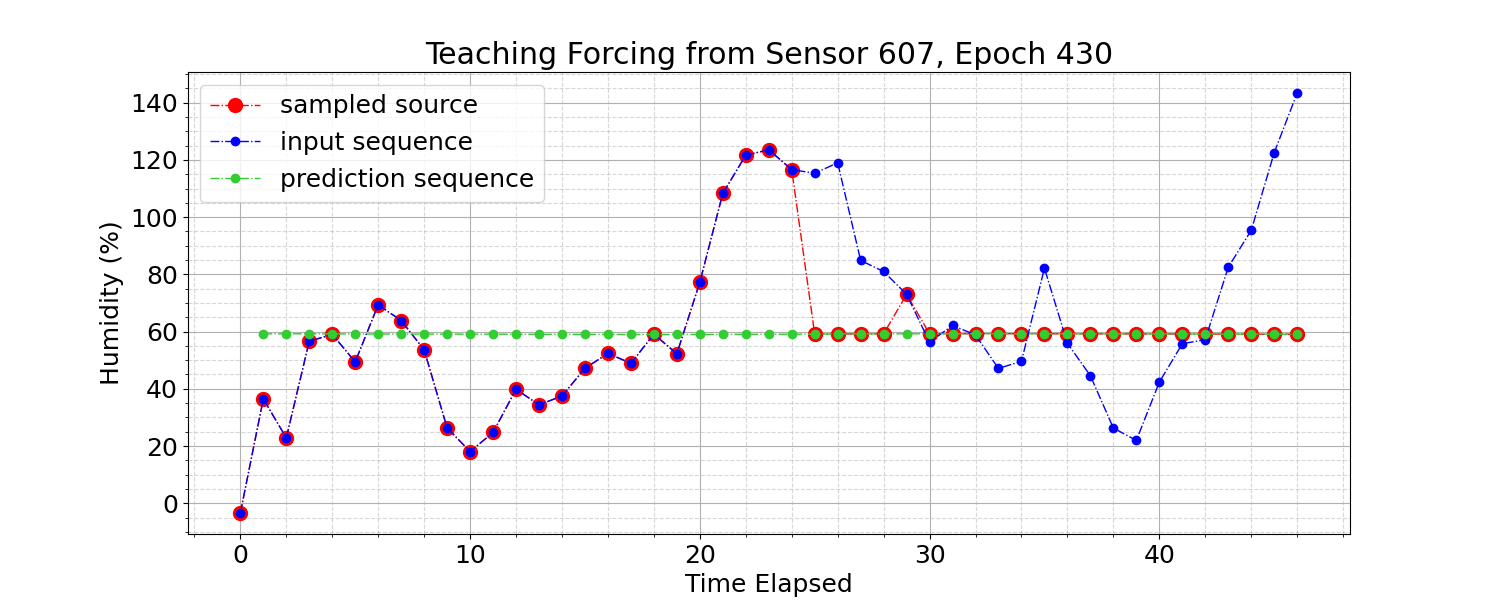 Teaching Forcing from Sensor 607, Epoch 430
sampled source
input sequence
prediction sequence
Humidity (%)
140
120
100
80
60
40
20
0
0 10 20 30 40
Time Elapsed